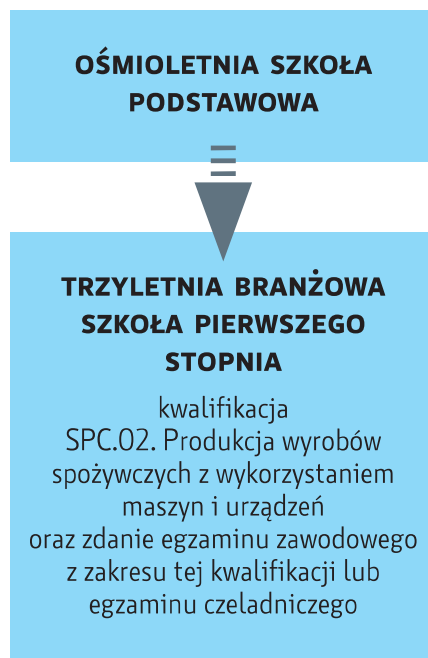 OŚMIOLETNIA SZKOŁA
PODSTAWOWA
TRZYLETNIA BRANŻOWA
SZKOŁA PIERWSZEGO
STOPNIA
kwalifikacja
SPC.02. Produkcja wyrobów
spożywczych z wykorzystaniem
maszyn i urządzeń
oraz zdanie egzaminu zawodowego
z zakresu tej kwalifikacji lub
egzaminu czeladniczego